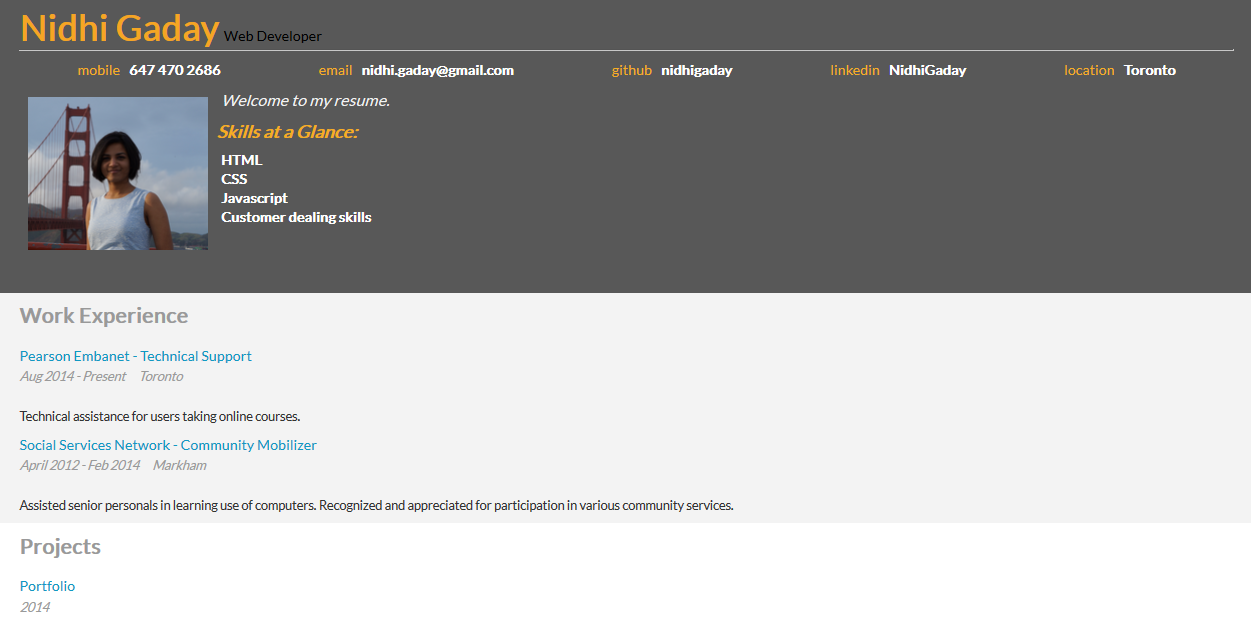 Nidhi Gaday Web Developer
mobile 647 470 2686 email nidhi.gaday@gmail.com github nidhigaday linkedin NidhiGaday location Toronto
Welcome to my resume.
Skills at a Glance:
HTML
CSS
Javascript
Customer dealing skills
Work Experience
Pearson Embanet - Technical Support
Aug 2014 - Present Toronto
Technical assistance for users taking online courses.
Social Services Network - Community Mobilizer
April 2012 - Feb 2014 Markham
Assisted senior personals in learning use of computers. Recognized and appreciated for participation in various community services.
Projects
Portfolio
2014